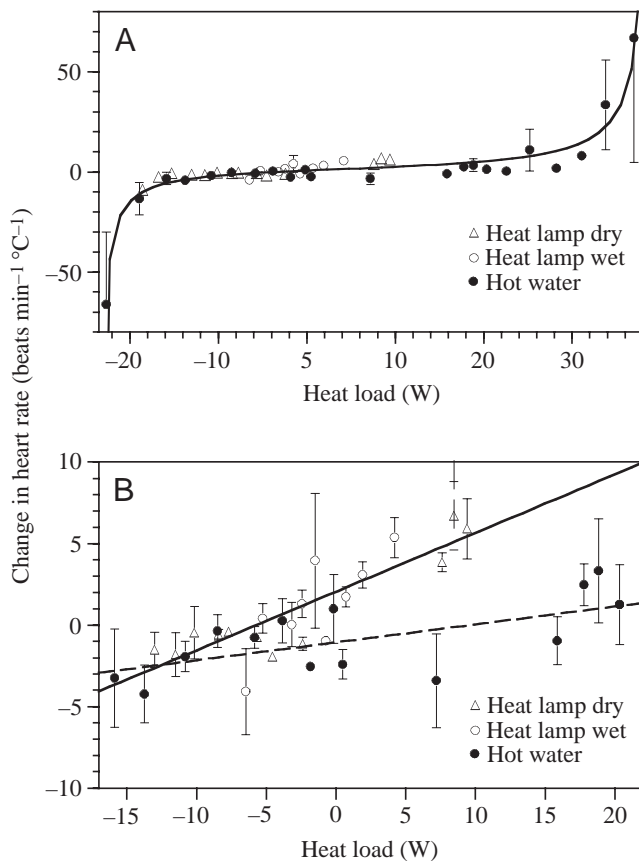 Change in heart rate (beats min–1 °C–1)
A
50
0
–50
△ Heat lamp dry
○ Heat lamp wet
● Hot water
–20 –10 5 10 20 30
Heat load (W)
B
10
5
0
–5
–10
△ Heat lamp dry
○ Heat lamp wet
● Hot water
–15 –10 –5 0 5 10 15 20
Heat load (W)